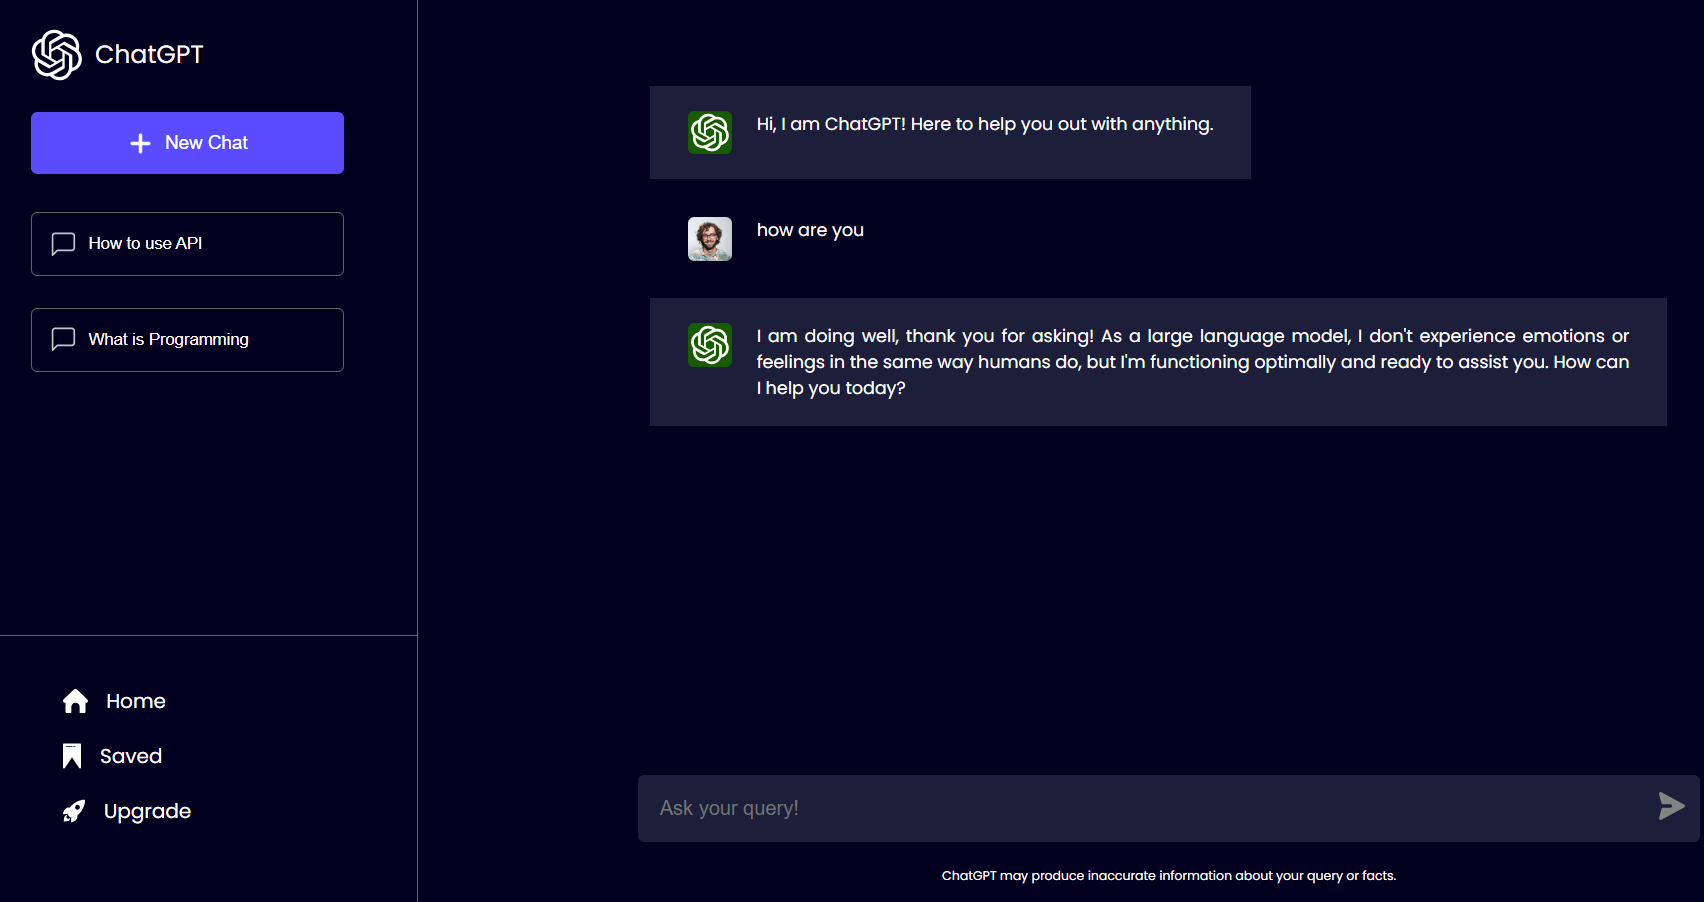 ChatGPT
New Chat
How to use API
What is Programming
Home
Saved
Upgrade
Hi, I am ChatGPT! Here to help you out with anything.
how are you
I am doing well, thank you for asking! As a large language model, I don't experience emotions or
feelings in the same way humans do, but I'm functioning optimally and ready to assist you. How can
I help you today?
Ask your query!
ChatGPT may produce inaccurate information about your query or facts.